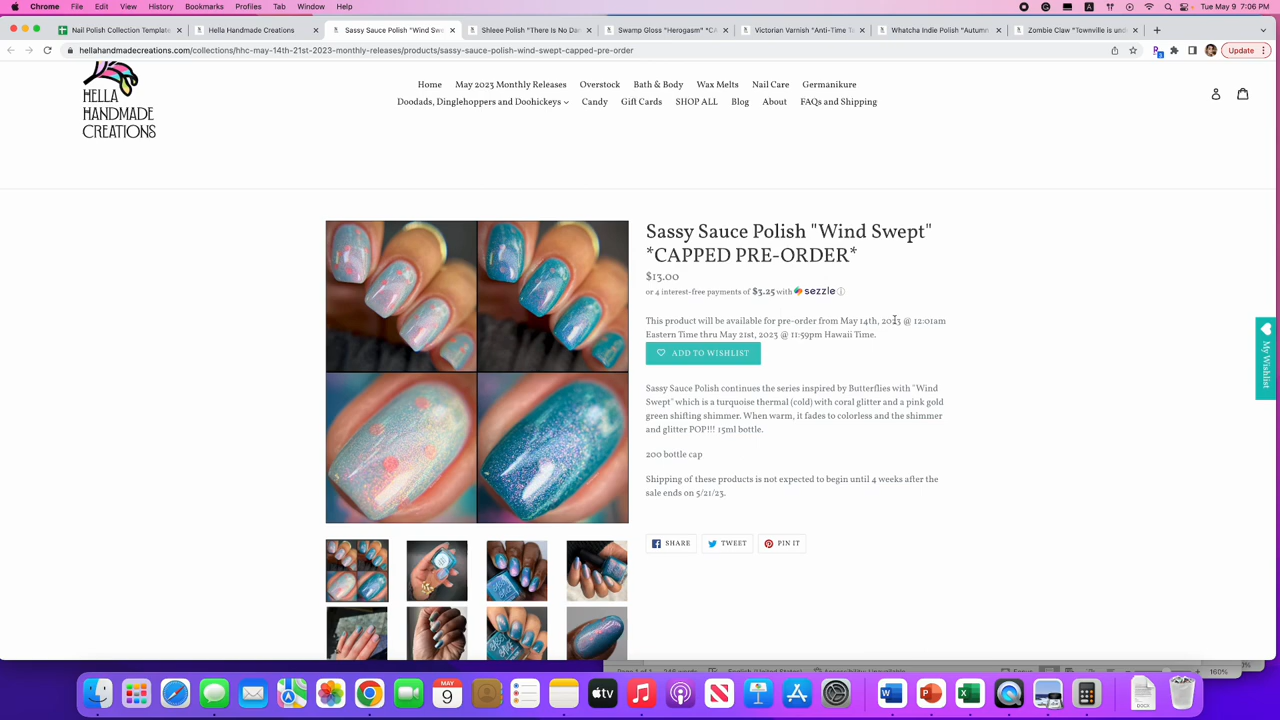 Chrome File Edit View History Bookmarks Profiles Tab Window Help Tue May 9 7:06 PM
Nail Polish Collection Template Hella Handmade Creations Sassy Sauce Polish "Wind Swe Shleee Polish "There Is No Dan Swamp Gloss "Herogasm" *CA Victorian Varnish "Anti-Time Ta Whatcha Indie Polish "Autumn Zombie Claw "Townville is und
hellahandmadecreations.com/collections/hhc-may-14th-21st-2023-monthly-releases/products/sassy-sauce-polish-wind-swept-capped-pre-order Update
HELLA
HANDMADE
CREATIONS
Home May 2023 Monthly Releases Overstock Bath & Body Wax Melts Nail Care Germanikure
Doodads, Dinglehoppers and Doohickeys Candy Gift Cards SHOP ALL Blog About FAQs and Shipping
Sassy Sauce Polish "Wind Swept"
*CAPPED PRE-ORDER*
$13.00
or 4 interest-free payments of $3.25 with sezzle
This product will be available for pre-order from May 14th, 2023 @ 12:01am
Eastern Time thru May 21st, 2023 @ 11:59pm Hawaii Time.
ADD TO WISHLIST
My Wishlist
Sassy Sauce Polish continues the series inspired by Butterflies with "Wind
Swept" which is a turquoise thermal (cold) with coral glitter and a pink gold
green shifting shimmer. When warm, it fades to colorless and the shimmer
and glitter POP!!! 15ml bottle.
200 bottle cap
Shipping of these products is not expected to begin until 4 weeks after the
sale ends on 5/21/23.
SHARE TWEET PIN IT
English (United States) Focus 160%
MAY
9
tv
DOCX